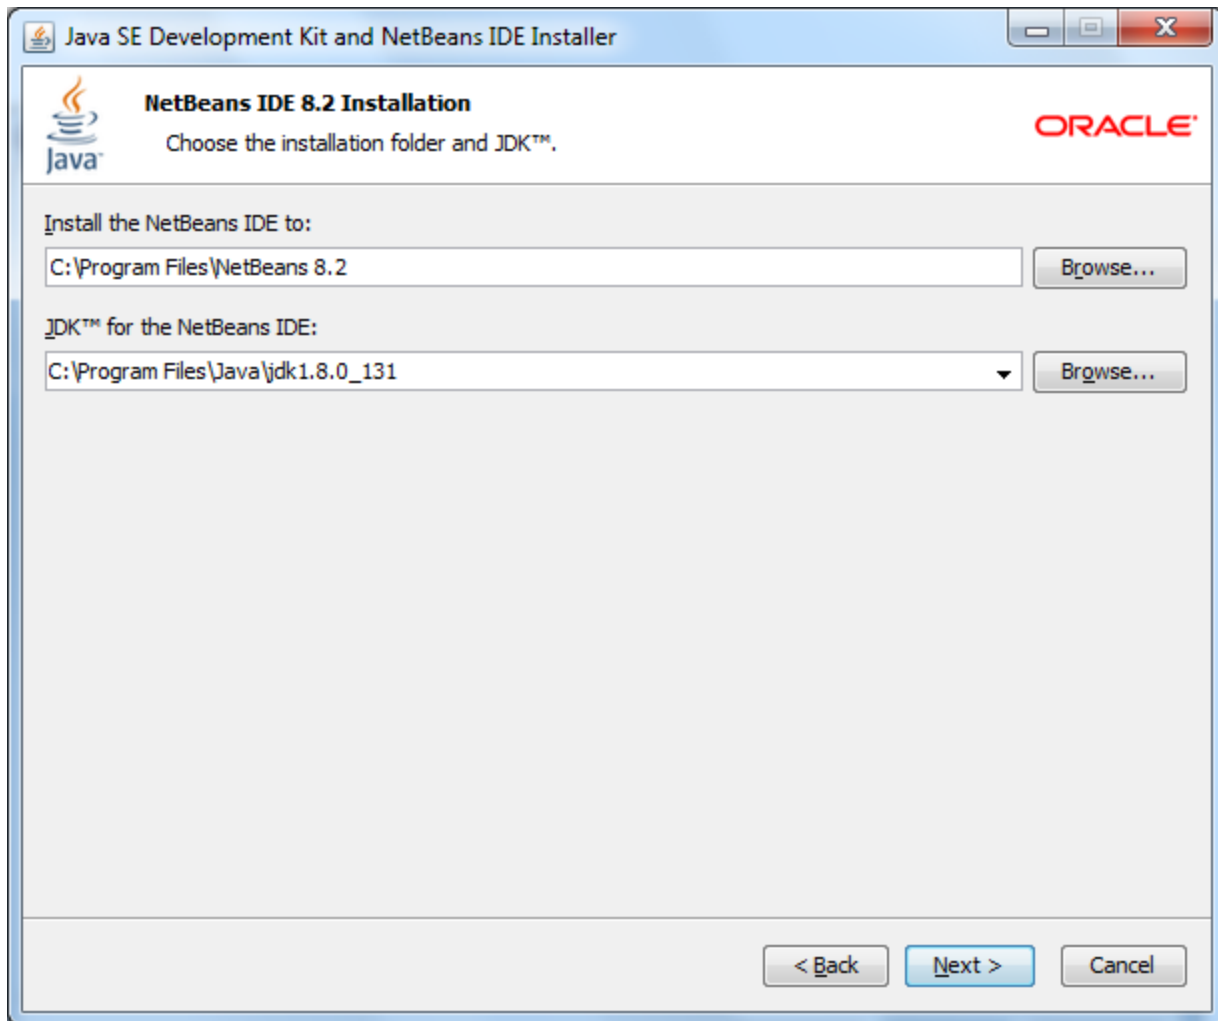 Java SE Development Kit and NetBeans IDE Installer
NetBeans IDE 8.2 Installation
Choose the installation folder and JDK™.
Java™
ORACLE®
Install the NetBeans IDE to:
C:\Program Files\NetBeans 8.2
Browse...
JDK™ for the NetBeans IDE:
C:\Program Files\Java\jdk1.8.0_131
Browse...
< Back
Next >
Cancel